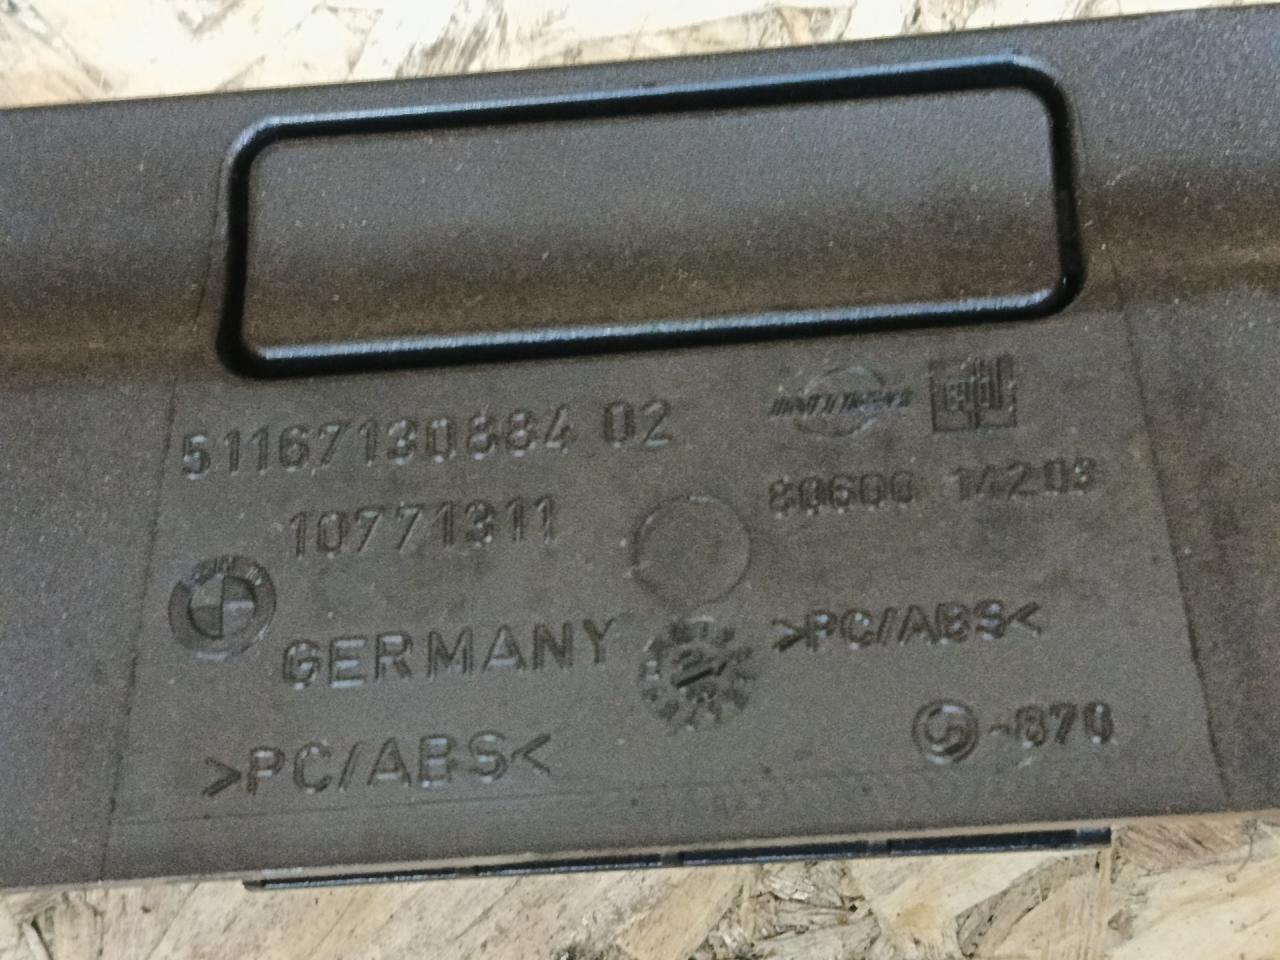 51167130884 02
10771311
80600 14203
GERMANY
>PC/ABS<
>PC/ABS<
-870